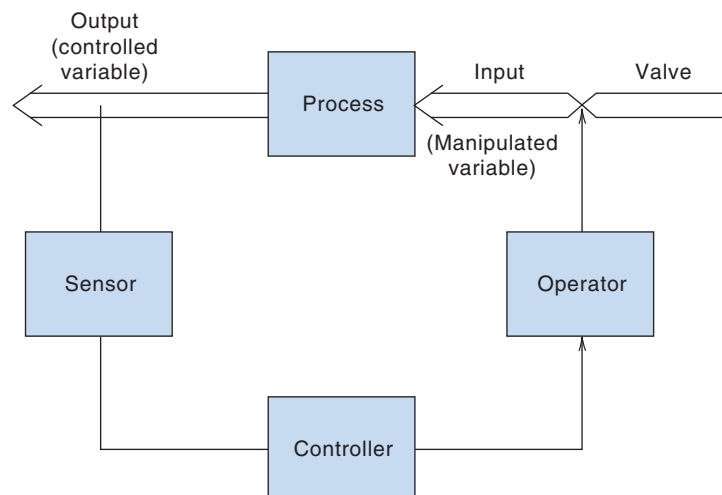 Output
(controlled
variable)
Process
Input
Valve
(Manipulated
variable)
Sensor
Operator
Controller